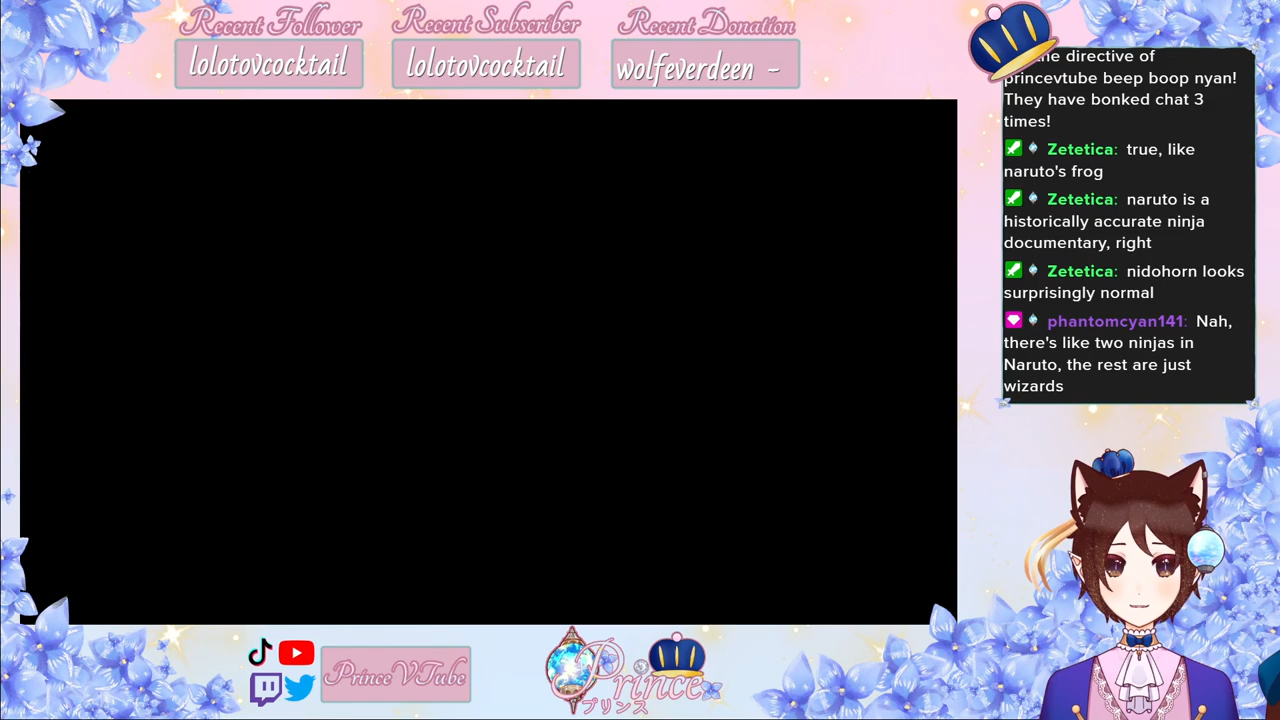 Recent Follower
Recent Subscriber
Recent Donation
lolotovcocktail
lolotovcocktail
wolfeverdeen -
the directive of
princevtube beep boop nyan!
They have bonked chat 3
times!
Zetetica: true, like
naruto's frog
Zetetica: naruto is a
historically accurate ninja
documentary, right
Zetetica: nidohorn looks
surprisingly normal
phantomcyan141: Nah,
there's like two ninjas in
Naruto, the rest are just
wizards
PrinceVTube
Prince
プリンス